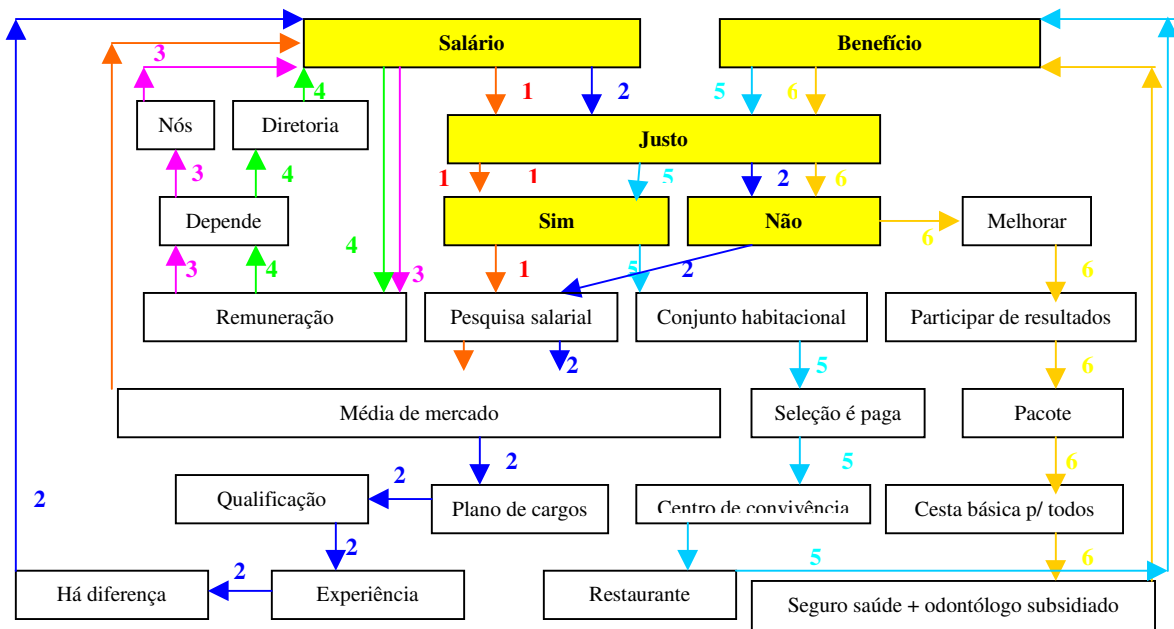 Salário
Benefício
3
4
1
2
5
6
Nós
Diretoria
Justo
3
4
1
1
5
2
6
Depende
Sim
Não
Melhorar
3
4
4
3
1
5
2
6
6
Remuneração
Pesquisa salarial
Conjunto habitacional
Participar de resultados
2
5
6
Média de mercado
Seleção é paga
Pacote
2
2
2
5
6
Qualificação
Plano de cargos
Centro de convivência
Cesta básica p/ todos
2
2
5
6
Há diferença
Experiência
Restaurante
Seguro saúde + odontólogo subsidiado